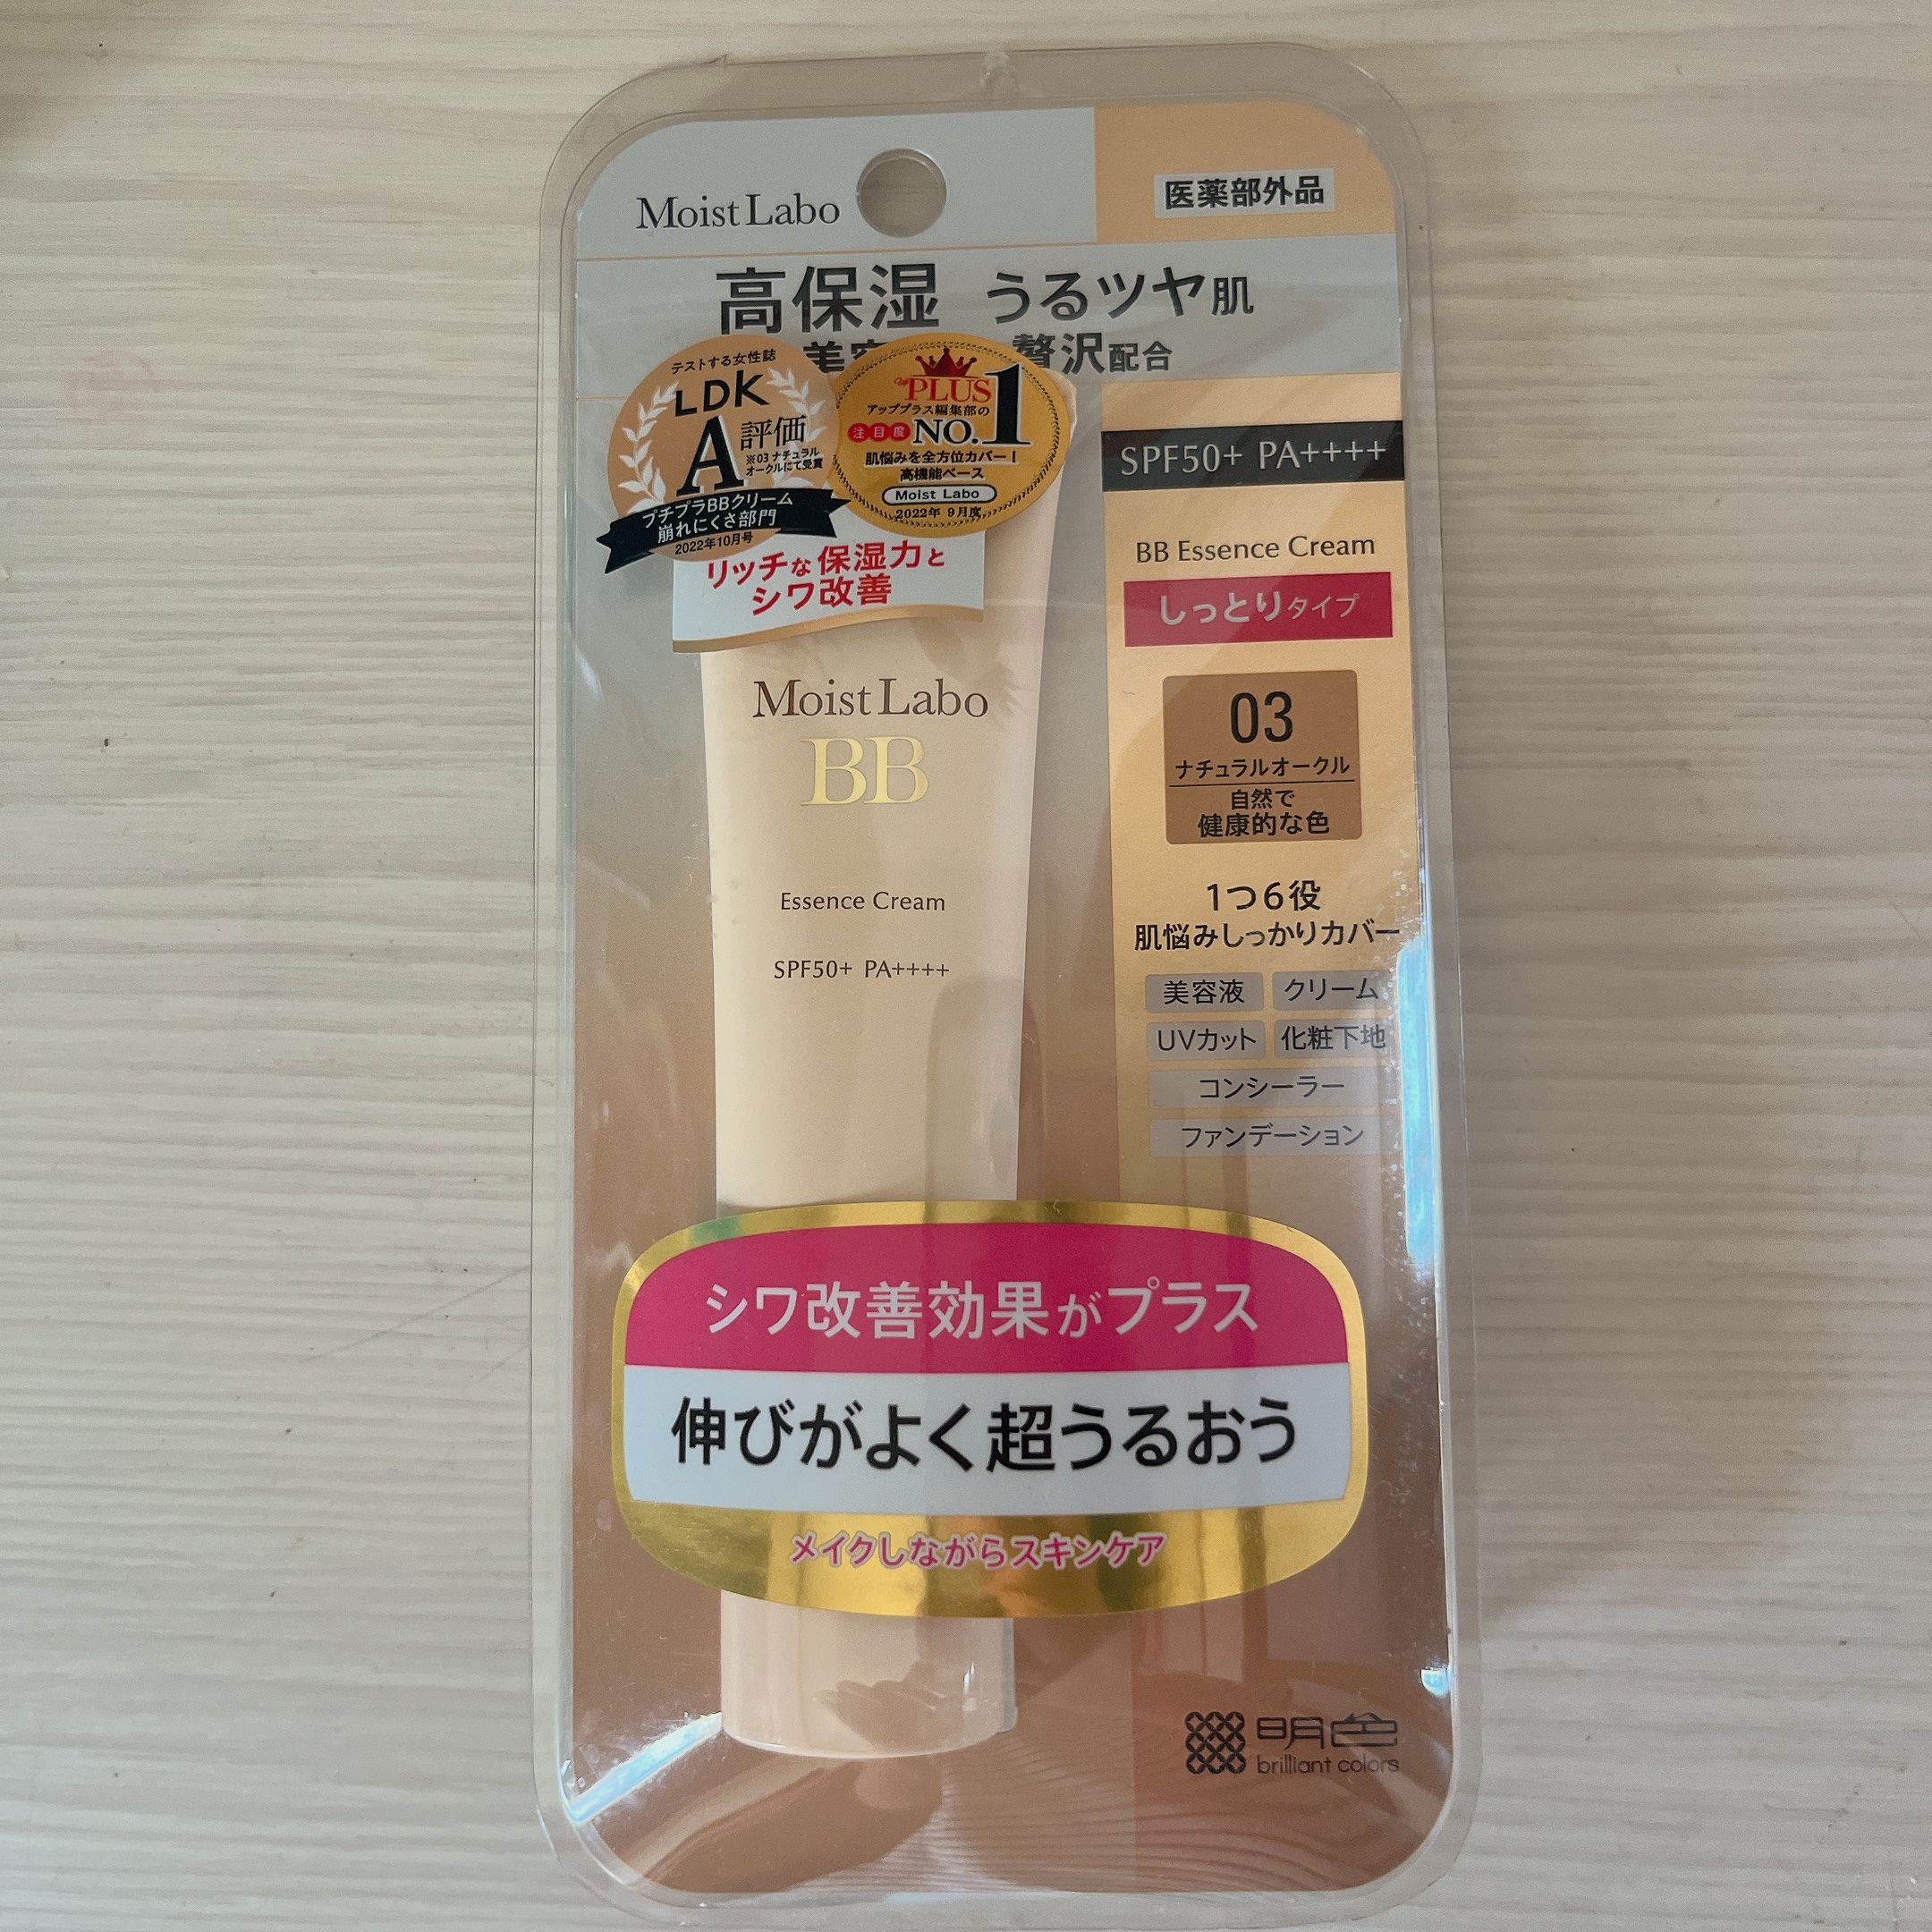 Moist Labo
医薬部外品
高保湿 うるツヤ肌
贅沢配合
テストする女性誌
LDK
A評価
※03 ナチュラル
オークルにて受賞
プチプラBBクリーム
崩れにくさ部門
2022年10月号
upPLUS
アッププラス編集部の
注目度NO.1
肌悩みを全方位カバー!
高機能ベース
Moist Labo
2022年 9月度
リッチな保湿力と
シワ改善
Moist Labo
BB
Essence Cream
SPF50+ PA++++
SPF50+ PA++++
BB Essence Cream
しっとりタイプ
03
ナチュラルオークル
自然で
健康的な色
1つ6役
肌悩みしっかりカバー
美容液 クリーム
UVカット 化粧下地
コンシーラー
ファンデーション
シワ改善効果がプラス
伸びがよく超うるおう
メイクしながらスキンケア
明色
brilliant colors